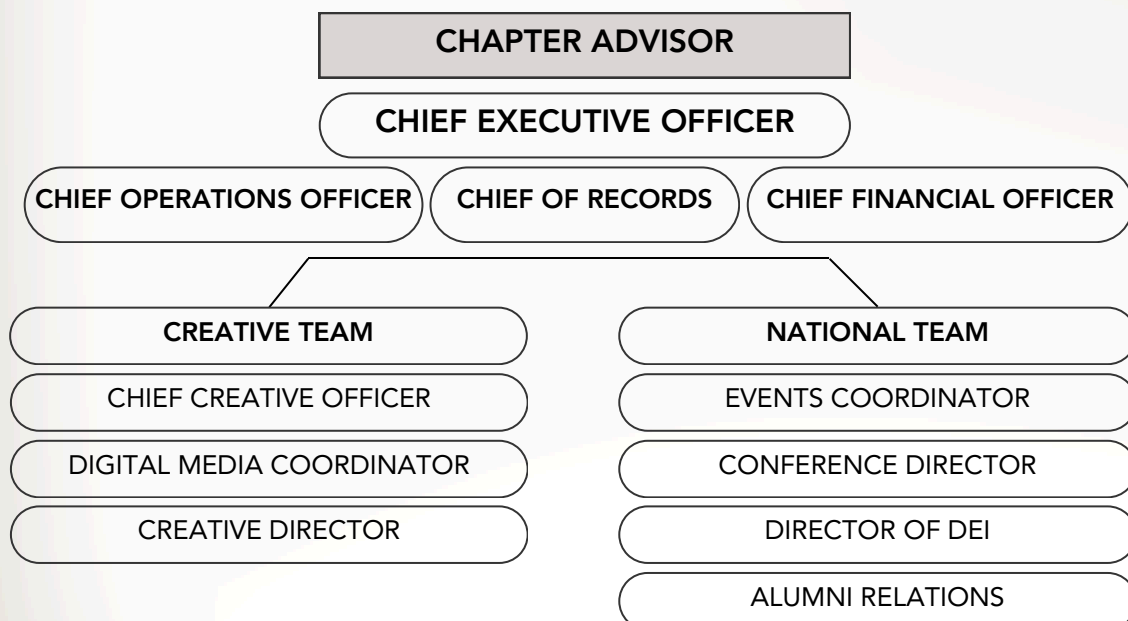 CHAPTER ADVISOR
CHIEF EXECUTIVE OFFICER
CHIEF OPERATIONS OFFICER
CHIEF OF RECORDS
CHIEF FINANCIAL OFFICER
CREATIVE TEAM
CHIEF CREATIVE OFFICER
DIGITAL MEDIA COORDINATOR
CREATIVE DIRECTOR
NATIONAL TEAM
EVENTS COORDINATOR
CONFERENCE DIRECTOR
DIRECTOR OF DEI
ALUMNI RELATIONS